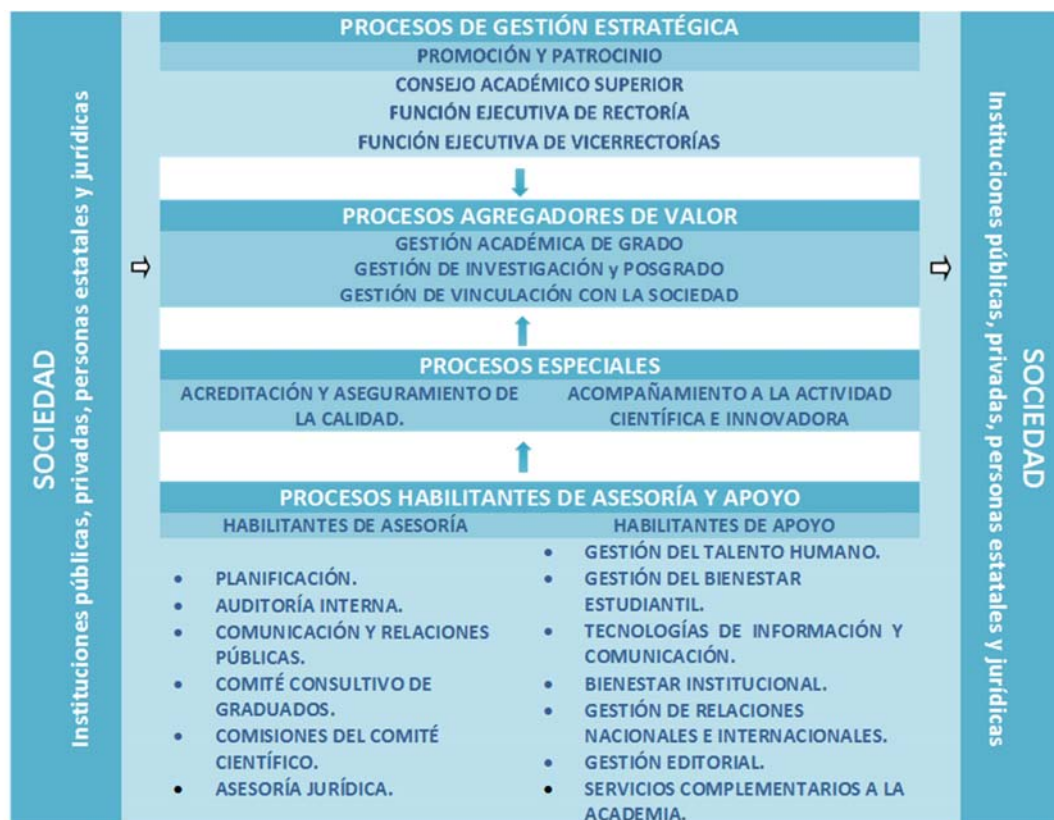 SOCIEDAD
Instituciones públicas, privadas, personas estatales y jurídicas
PROCESOS DE GESTIÓN ESTRATÉGICA
PROMOCIÓN Y PATROCINIO
CONSEJO ACADÉMICO SUPERIOR
FUNCIÓN EJECUTIVA DE RECTORÍA
FUNCIÓN EJECUTIVA DE VICERRECTORÍAS
PROCESOS AGREGADORES DE VALOR
GESTIÓN ACADÉMICA DE GRADO
GESTIÓN DE INVESTIGACIÓN y POSGRADO
GESTIÓN DE VINCULACIÓN CON LA SOCIEDAD
PROCESOS ESPECIALES
ACREDITACIÓN Y ASEGURAMIENTO DE
LA CALIDAD.
ACOMPAÑAMIENTO A LA ACTIVIDAD
CIENTÍFICA E INNOVADORA
PROCESOS HABILITANTES DE ASESORÍA Y APOYO
HABILITANTES DE ASESORÍA
• PLANIFICACIÓN.
• AUDITORÍA INTERNA.
• COMUNICACIÓN Y RELACIONES
PÚBLICAS.
• COMITÉ CONSULTIVO DE
GRADUADOS.
• COMISIONES DEL COMITÉ
CIENTÍFICO.
• ASESORÍA JURÍDICA.
HABILITANTES DE APOYO
• GESTIÓN DEL TALENTO HUMANO.
• GESTIÓN DEL BIENESTAR
ESTUDIANTIL.
• TECNOLOGÍAS DE INFORMACIÓN Y
COMUNICACIÓN.
• BIENESTAR INSTITUCIONAL.
• GESTIÓN DE RELACIONES
NACIONALES E INTERNACIONALES.
• GESTIÓN EDITORIAL.
• SERVICIOS COMPLEMENTARIOS A LA
ACADEMIA.
SOCIEDAD
Instituciones públicas, privadas, personas estatales y jurídicas